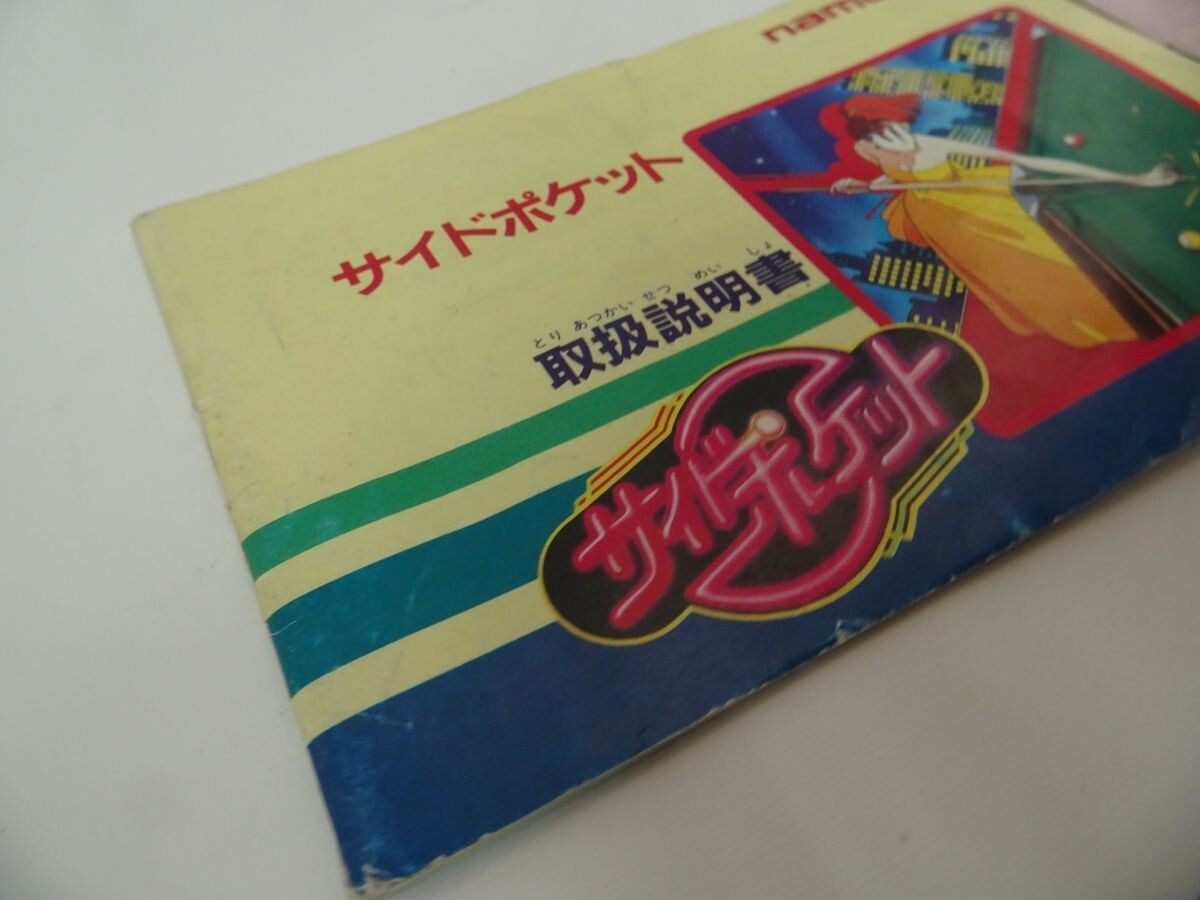 サイドポケット
とり あつかい せつ めい しょ
取扱説明書
サイドポケット